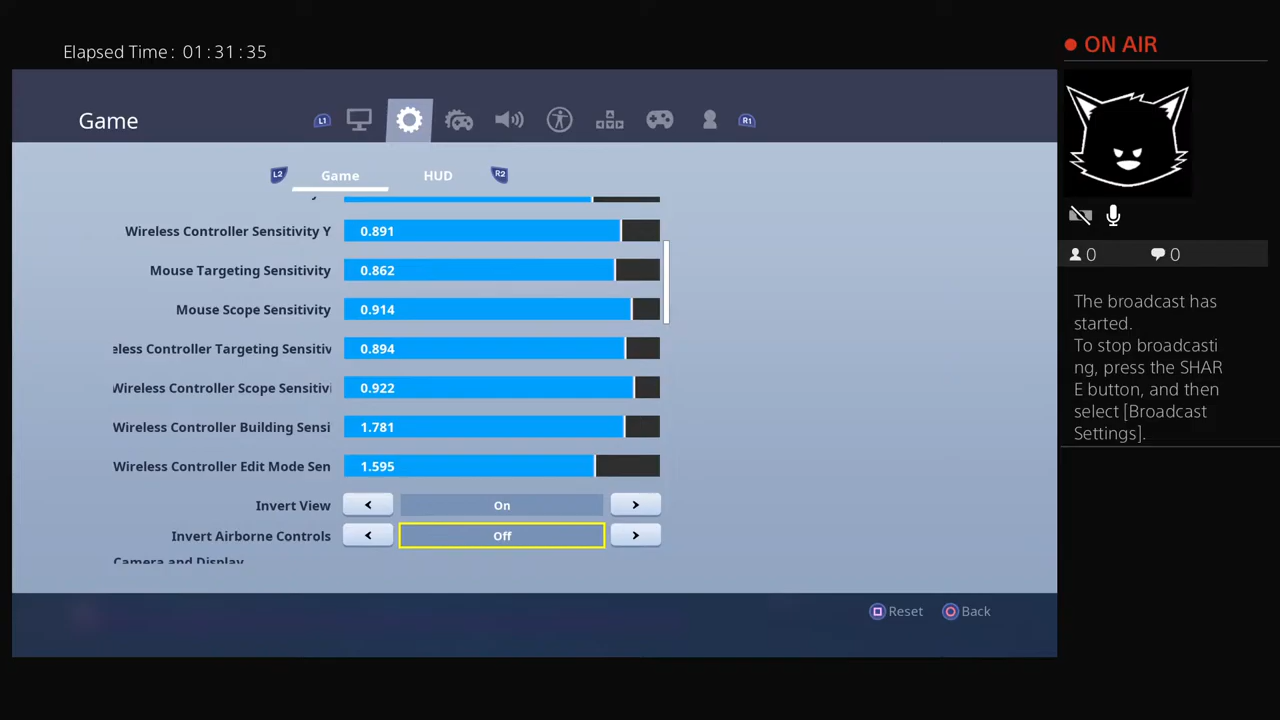 Elapsed Time: 01:31:35
ON AIR
Game
L1
R1
L2
Game
HUD
R2
Wireless Controller Sensitivity Y
0.891
Mouse Targeting Sensitivity
0.862
Mouse Scope Sensitivity
0.914
eless Controller Targeting Sensitiv
0.894
Wireless Controller Scope Sensitivi
0.922
Wireless Controller Building Sensi
1.781
Wireless Controller Edit Mode Sen
1.595
Invert View
< On >
Invert Airborne Controls
< Off >
Camera and Display
Reset
Back
0
0
The broadcast has
started.
To stop broadcasti
ng, press the SHAR
E button, and then
select [Broadcast
Settings].